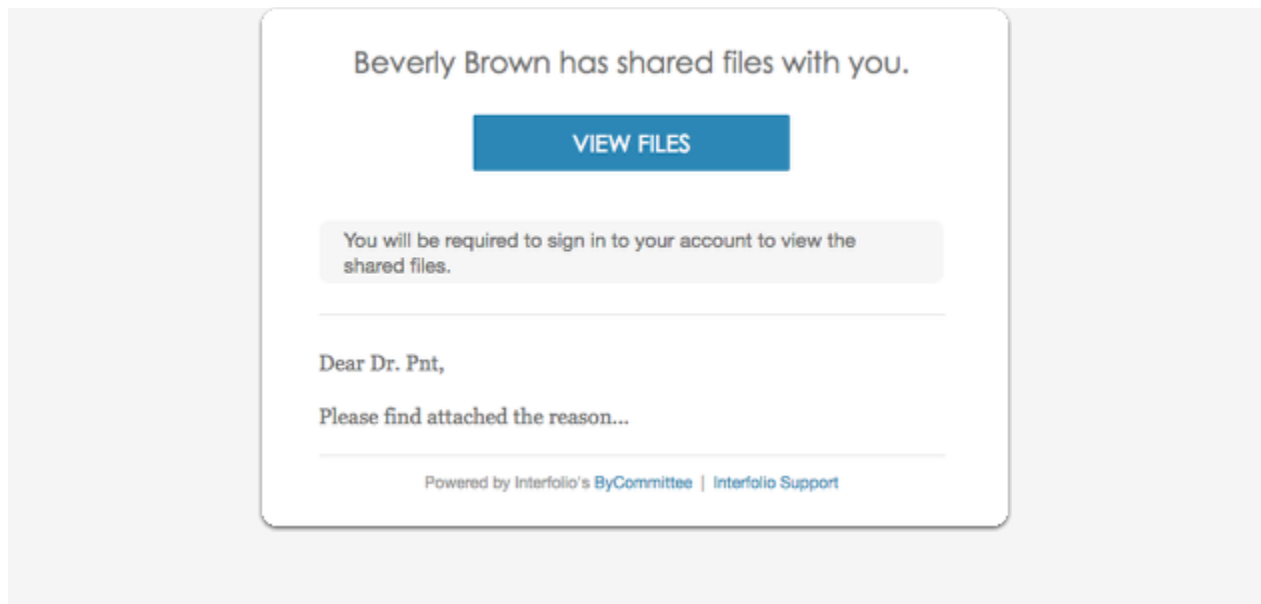 Beverly Brown has shared files with you.
VIEW FILES
You will be required to sign in to your account to view the
shared files.
Dear Dr. Pnt,
Please find attached the reason...
Powered by Interfolio's ByCommittee | Interfolio Support